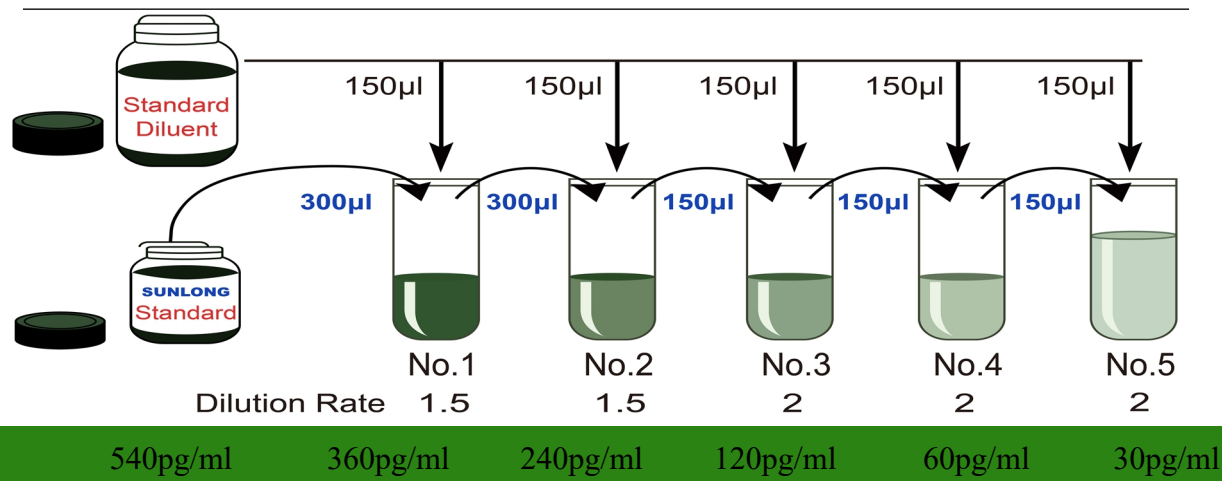 150µl 150µl 150µl 150µl 150µl
Standard
Diluent
300µl 300µl 150µl 150µl 150µl
SUNLONG
Standard
No.1 No.2 No.3 No.4 No.5
Dilution Rate 1.5 1.5 2 2 2
540pg/ml 360pg/ml 240pg/ml 120pg/ml 60pg/ml 30pg/ml